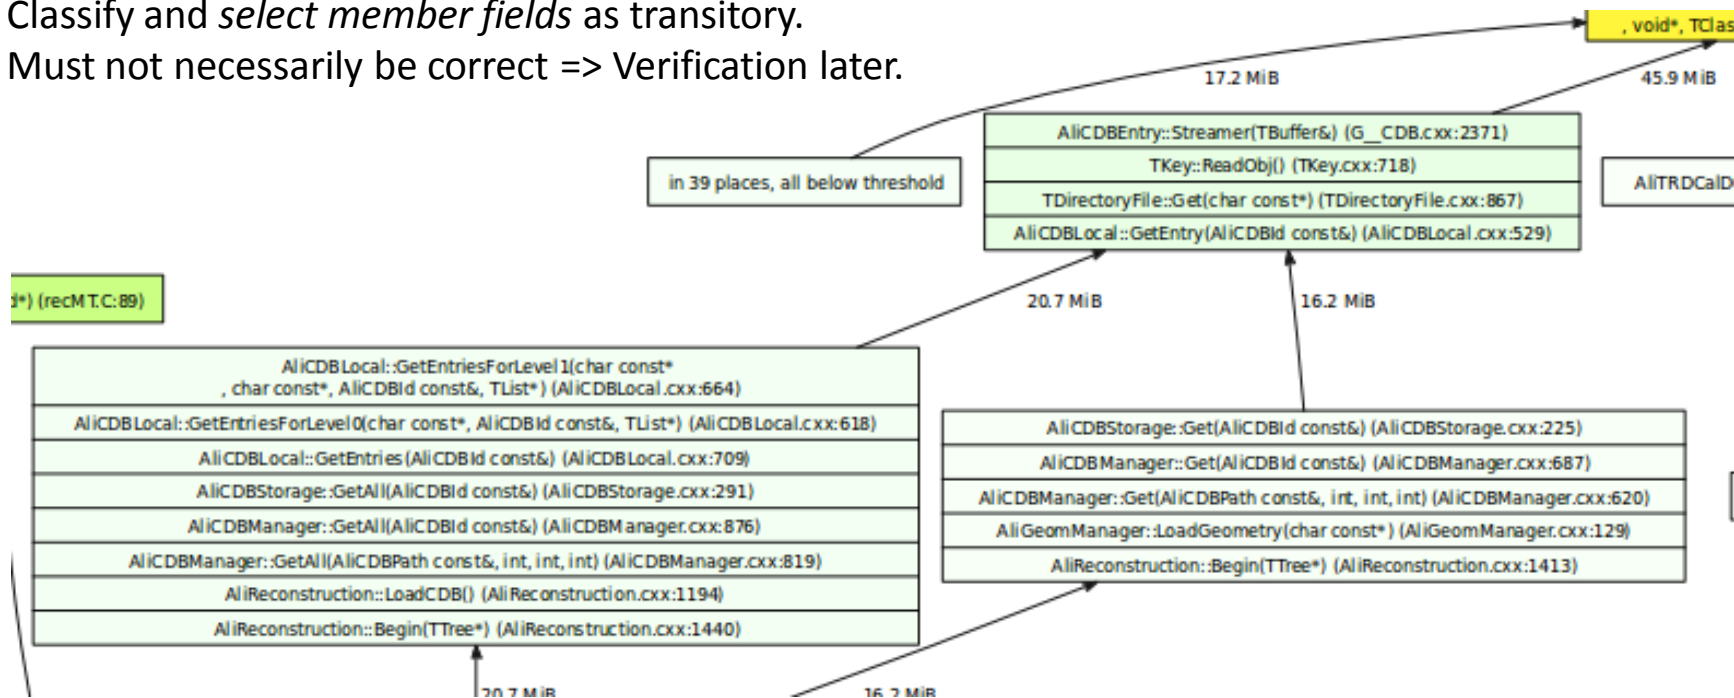 Classify and select member fields as transitory.
Must not necessarily be correct => Verification later.
, void*, TClas
17.2 MiB
45.9 MiB
AliCDBEntry::Streamer(TBuffer&) (G__CDB.cxx:2371)
TKey::ReadObj() (TKey.cxx:718)
in 39 places, all below threshold
AliTRDCalD
TDirectoryFile::Get(char const*) (TDirectoryFile.cxx:867)
AliCDBLocal::GetEntry(AliCDBId const&) (AliCDBLocal.cxx:529)
d*) (recMT.C:89)
20.7 MiB
16.2 MiB
AliCDBLocal::GetEntriesForLevel1(char const*
, char const*, AliCDBId const&, TList*) (AliCDBLocal.cxx:664)
AliCDBLocal::GetEntriesForLevel0(char const*, AliCDBId const&, TList*) (AliCDBLocal.cxx:618)
AliCDBLocal::GetEntries(AliCDBId const&) (AliCDBLocal.cxx:709)
AliCDBStorage::GetAll(AliCDBId const&) (AliCDBStorage.cxx:291)
AliCDBManager::GetAll(AliCDBId const&) (AliCDBManager.cxx:876)
AliCDBManager::GetAll(AliCDBPath const&, int, int, int) (AliCDBManager.cxx:819)
AliReconstruction::LoadCDB() (AliReconstruction.cxx:1194)
AliReconstruction::Begin(TTree*) (AliReconstruction.cxx:1440)
AliCDBStorage::Get(AliCDBId const&) (AliCDBStorage.cxx:225)
AliCDBManager::Get(AliCDBId const&) (AliCDBManager.cxx:687)
AliCDBManager::Get(AliCDBPath const&, int, int, int) (AliCDBManager.cxx:620)
AliGeomManager::LoadGeometry(char const*) (AliGeomManager.cxx:129)
AliReconstruction::Begin(TTree*) (AliReconstruction.cxx:1413)
20.7 MiB
16.2 MiB